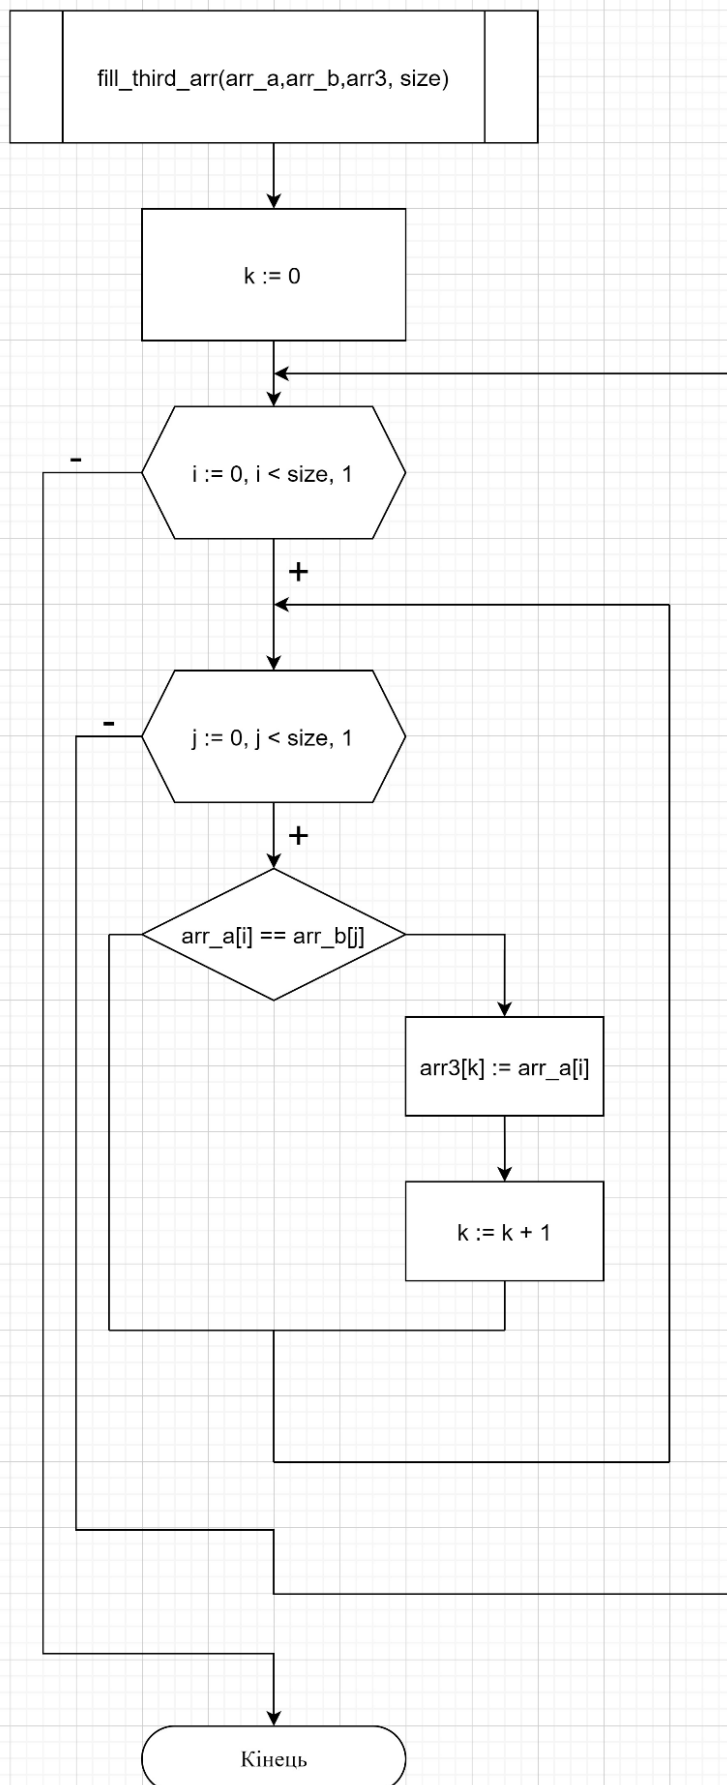 fill_third_arr(arr_a,arr_b,arr3, size)
k := 0
-
i := 0, i < size, 1
+
-
j := 0, j < size, 1
+
arr_a[i] == arr_b[j]
arr3[k] := arr_a[i]
k := k + 1
Кінець